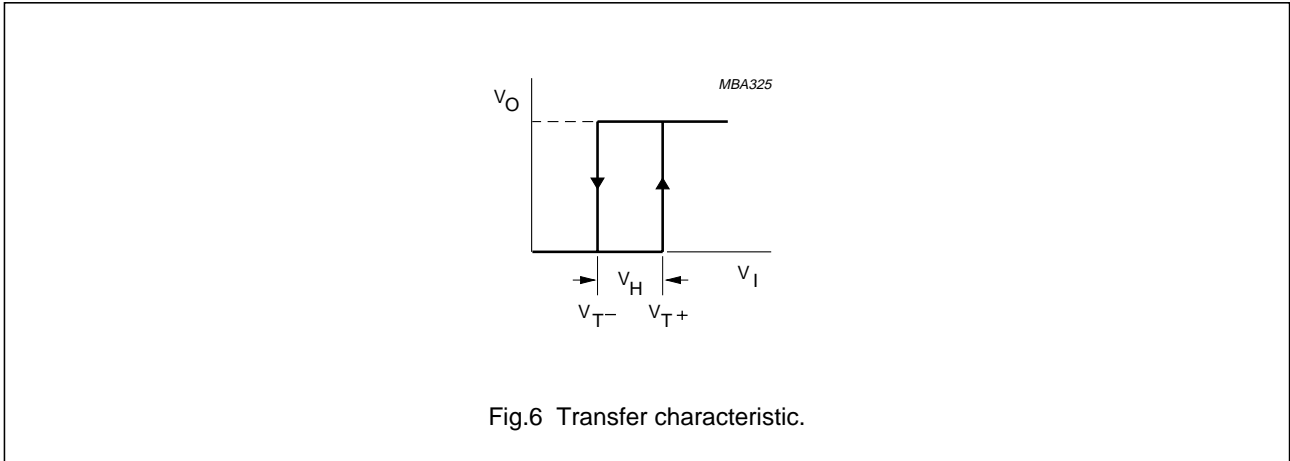 MBA325
VO
VI
VH
VT− VT+
Fig.6 Transfer characteristic.